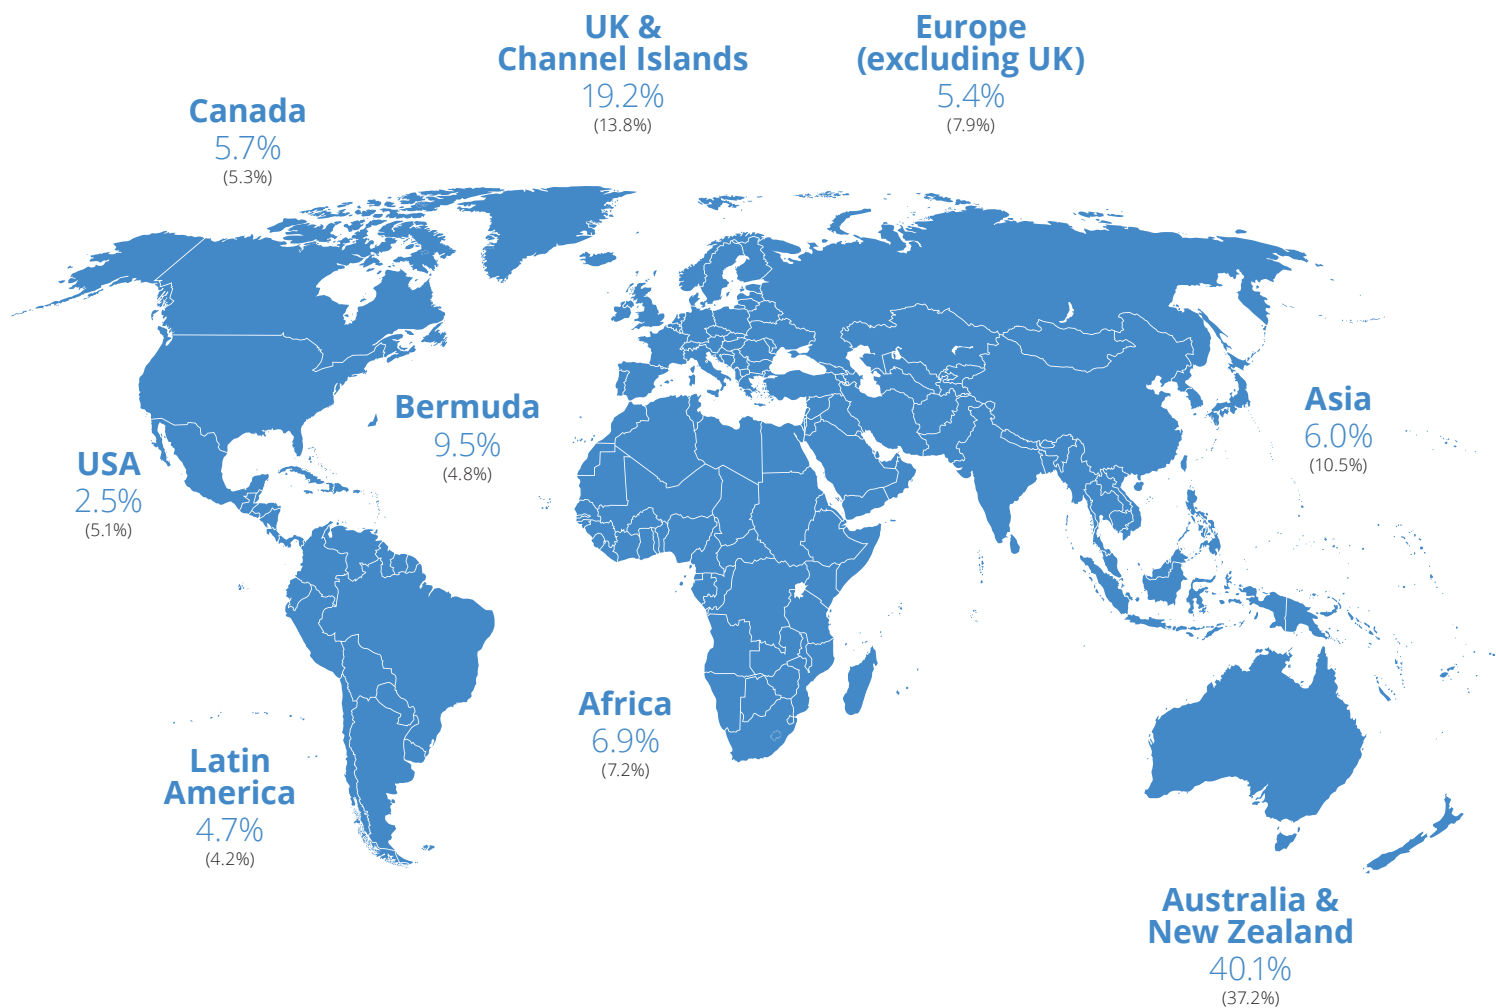 UK &
Channel Islands
19.2%
(13.8%)
Europe
(excluding UK)
5.4%
(7.9%)
Canada
5.7%
(5.3%)
Bermuda
9.5%
(4.8%)
Asia
6.0%
(10.5%)
USA
2.5%
(5.1%)
Africa
6.9%
(7.2%)
Latin
America
4.7%
(4.2%)
Australia &
New Zealand
40.1%
(37.2%)